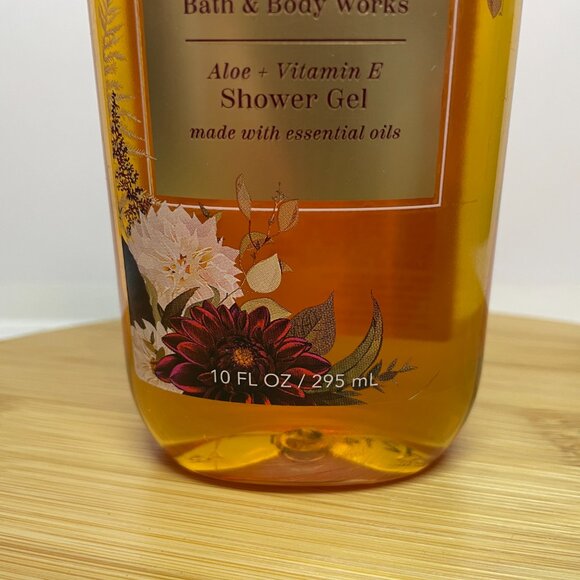 Bath & Body Works
Aloe + Vitamin E
Shower Gel
made with essential oils
10 FL OZ / 295 mL